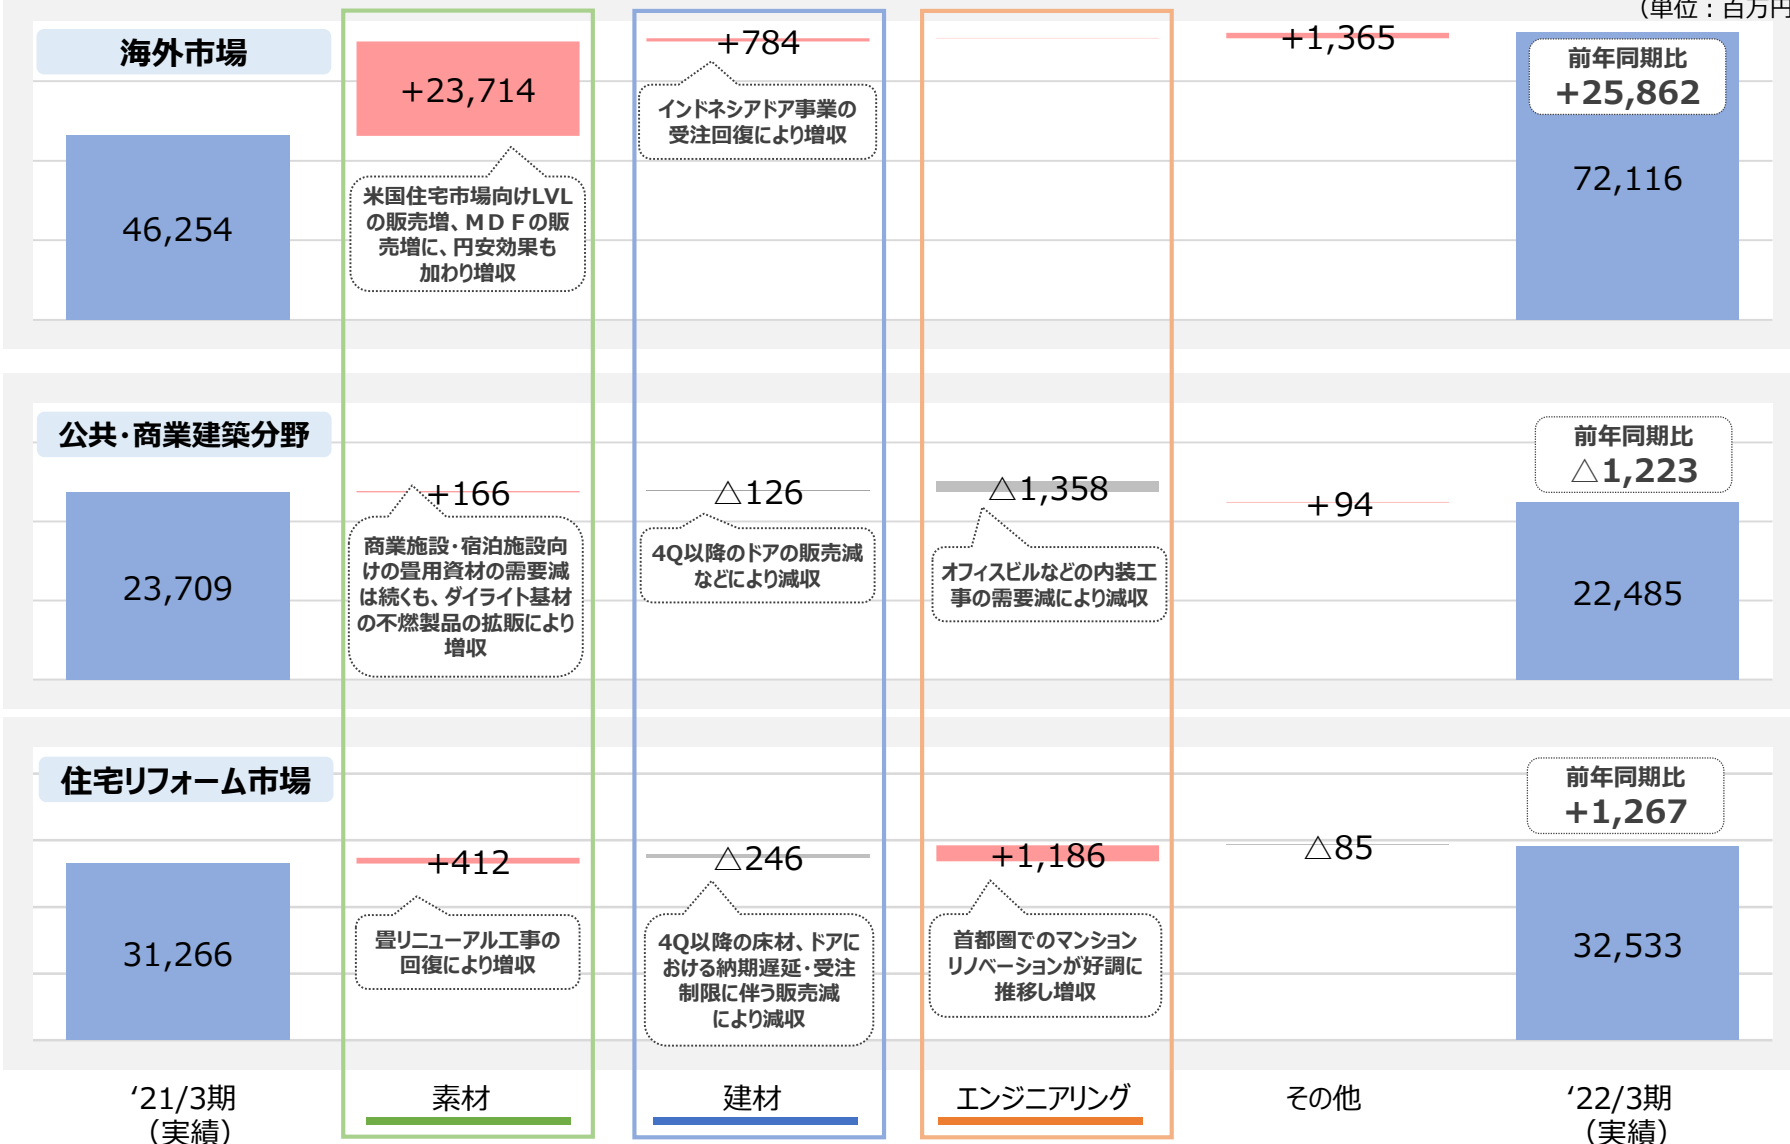 (単位：百万円
海外市場
46,254
+23,714
米国住宅市場向けLVL
の販売増、ＭＤＦの販
売増に、円安効果も
加わり増収
+784
インドネシアドア事業の
受注回復により増収
+1,365
前年同期比
+25,862
72,116
公共・商業建築分野
23,709
+166
商業施設・宿泊施設向
けの畳用資材の需要減
は続くも、ダイライト基材
の不燃製品の拡販により
増収
△126
4Q以降のドアの販売減
などにより減収
△1,358
オフィスビルなどの内装工
事の需要減により減収
+94
前年同期比
△1,223
22,485
住宅リフォーム市場
31,266
+412
畳リニューアル工事の
回復により増収
△246
4Q以降の床材、ドアに
おける納期遅延・受注
制限に伴う販売減
により減収
+1,186
首都圏でのマンション
リノベーションが好調に
推移し増収
△85
前年同期比
+1,267
32,533
‘21/3期
（実績）
素材
建材
エンジニアリング
その他
‘22/3期
（実績）